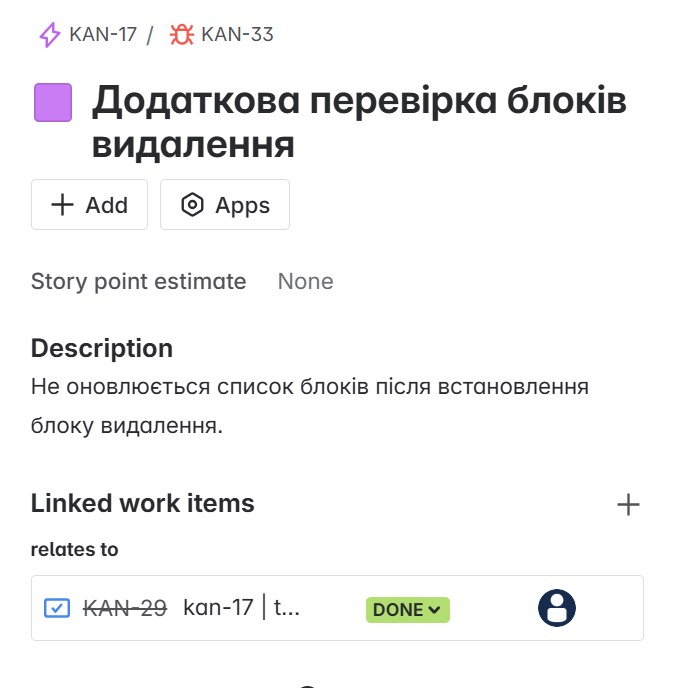 KAN-17 / KAN-33
Додаткова перевірка блоків
видалення
Add Apps
Story point estimate None
Description
Не оновлюється список блоків після встановлення
блоку видалення.
Linked work items
relates to
KAN-29 kan-17 | t... DONE